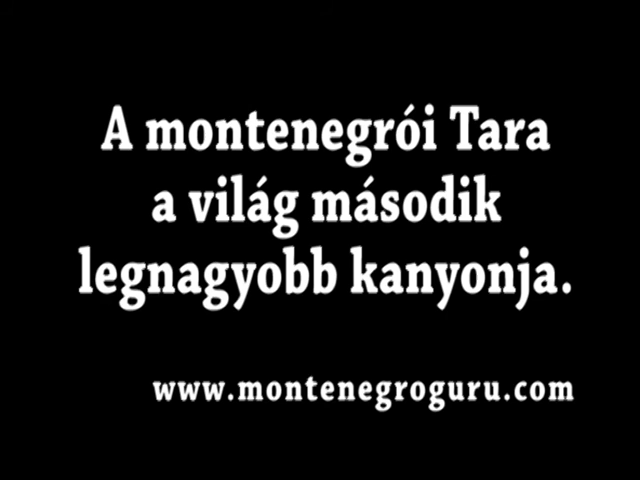 A montenegrói Tara
a világ második
legnagyobb kanyonja.
www.montenegroguru.com